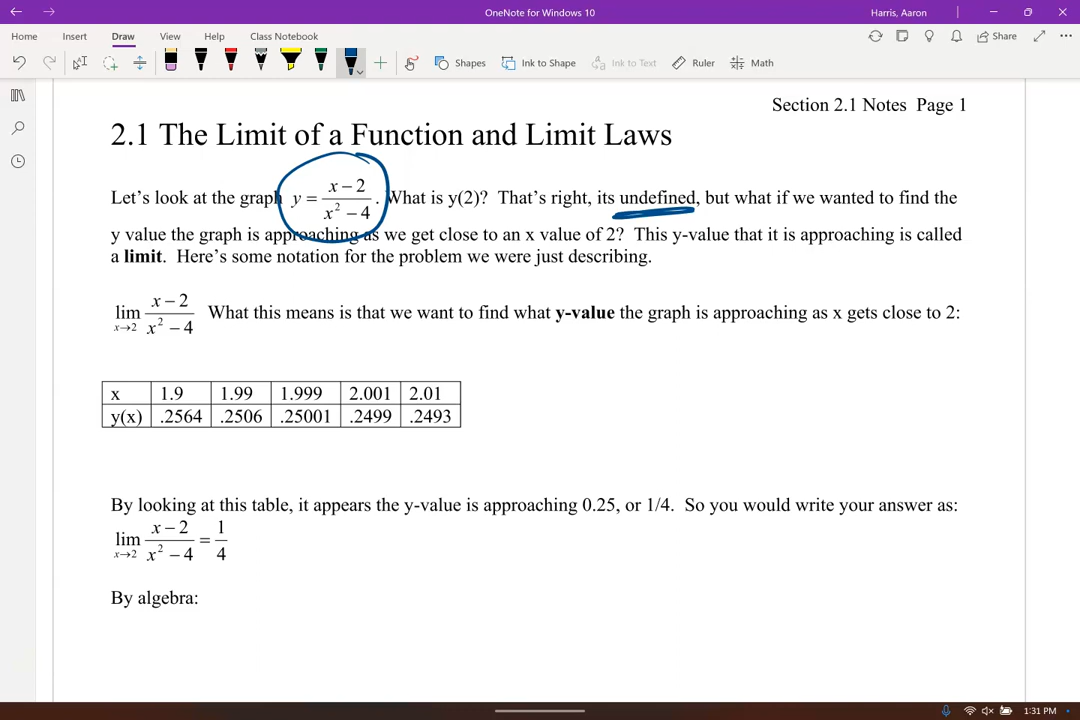 OneNote for Windows 10
Harris, Aaron
Home Insert Draw View Help Class Notebook
Share
Shapes Ink to Shape Ink to Text Ruler Math
Section 2.1 Notes Page 1
2.1 The Limit of a Function and Limit Laws
Let's look at the graph y = (x − 2)/(x² − 4). What is y(2)? That's right, its undefined, but what if we wanted to find the
y value the graph is approaching as we get close to an x value of 2? This y-value that it is approaching is called
a limit. Here's some notation for the problem we were just describing.
lim x→2 (x − 2)/(x² − 4) What this means is that we want to find what y-value the graph is approaching as x gets close to 2:
x 1.9 1.99 1.999 2.001 2.01
y(x) .2564 .2506 .25001 .2499 .2493
By looking at this table, it appears the y-value is approaching 0.25, or 1/4. So you would write your answer as:
lim x→2 (x − 2)/(x² − 4) = 1/4
By algebra:
1:31 PM